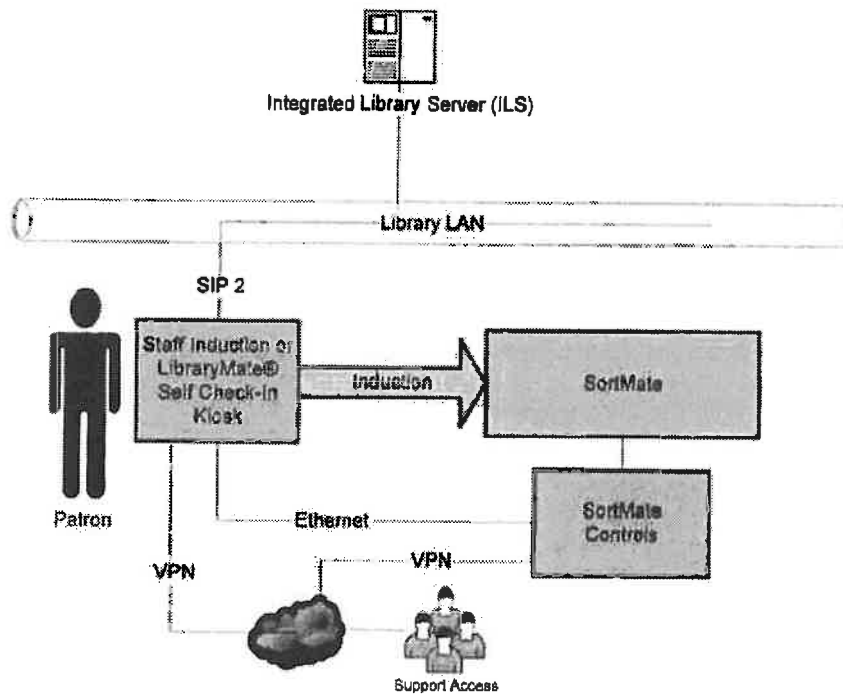 Integrated Library Server (ILS)
Library LAN
SIP 2
Staff Induction or
LibraryMate®
Self Check-In
Kiosk
Induction
SortMate
Patron
Ethernet
SortMate
Controls
VPN
VPN
Support Access